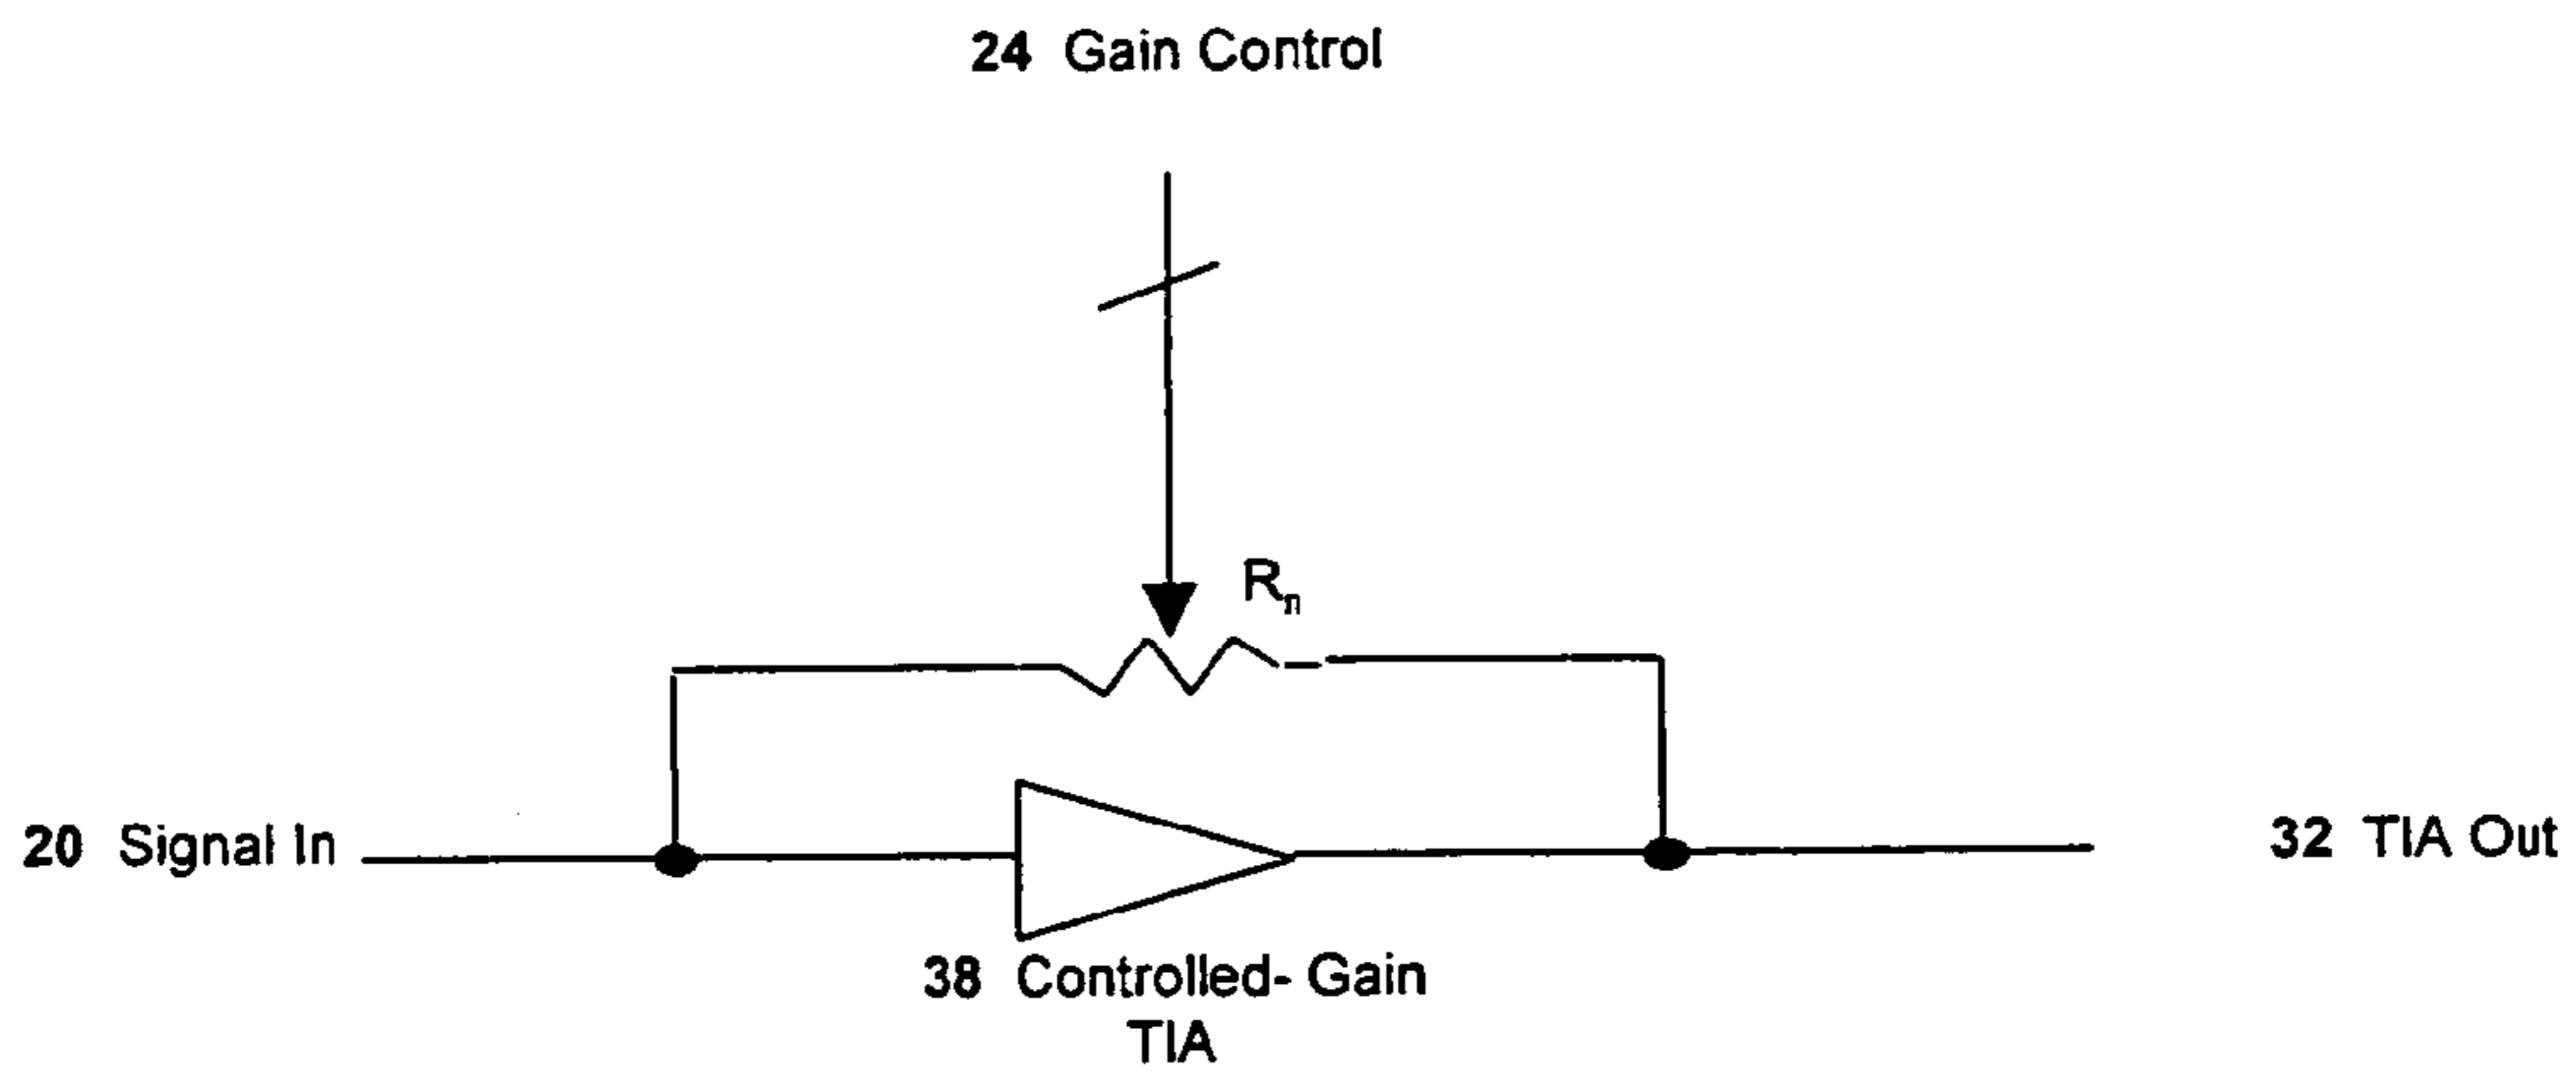 24 Gain Control
Rn
20 Signal In
32 TIA Out
38 Controlled- Gain
TIA